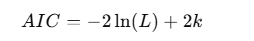 AIC = −2 ln(L) + 2k